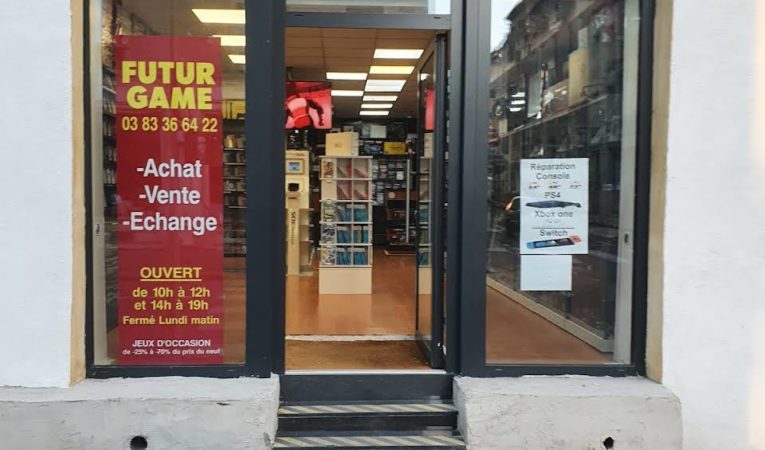 FUTUR
GAME
03 83 36 64 22
-Achat
-Vente
-Echange
OUVERT
de 10h à 12h
et 14h à 19h
Fermé Lundi matin
JEUX D'OCCASION
de -25% à -70% du prix du neuf
Réparation
Console
PS4
Xbox one
Switch